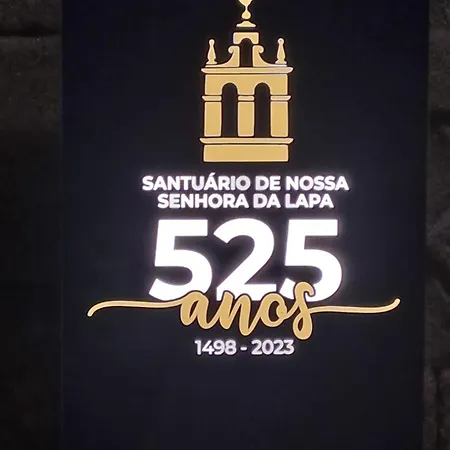 SANTUÁRIO DE NOSSA
SENHORA DA LAPA
525
anos
1498 - 2023